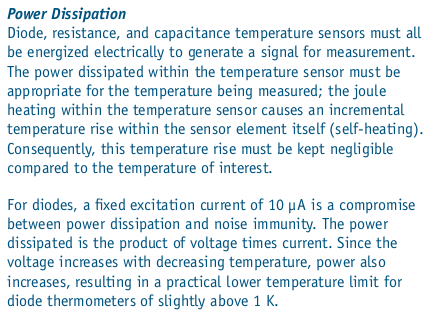 Power Dissipation
Diode, resistance, and capacitance temperature sensors must all
be energized electrically to generate a signal for measurement.
The power dissipated within the temperature sensor must be
appropriate for the temperature being measured; the joule
heating within the temperature sensor causes an incremental
temperature rise within the sensor element itself (self-heating).
Consequently, this temperature rise must be kept negligible
compared to the temperature of interest.

For diodes, a fixed excitation current of 10 µA is a compromise
between power dissipation and noise immunity. The power
dissipated is the product of voltage times current. Since the
voltage increases with decreasing temperature, power also
increases, resulting in a practical lower temperature limit for
diode thermometers of slightly above 1 K.